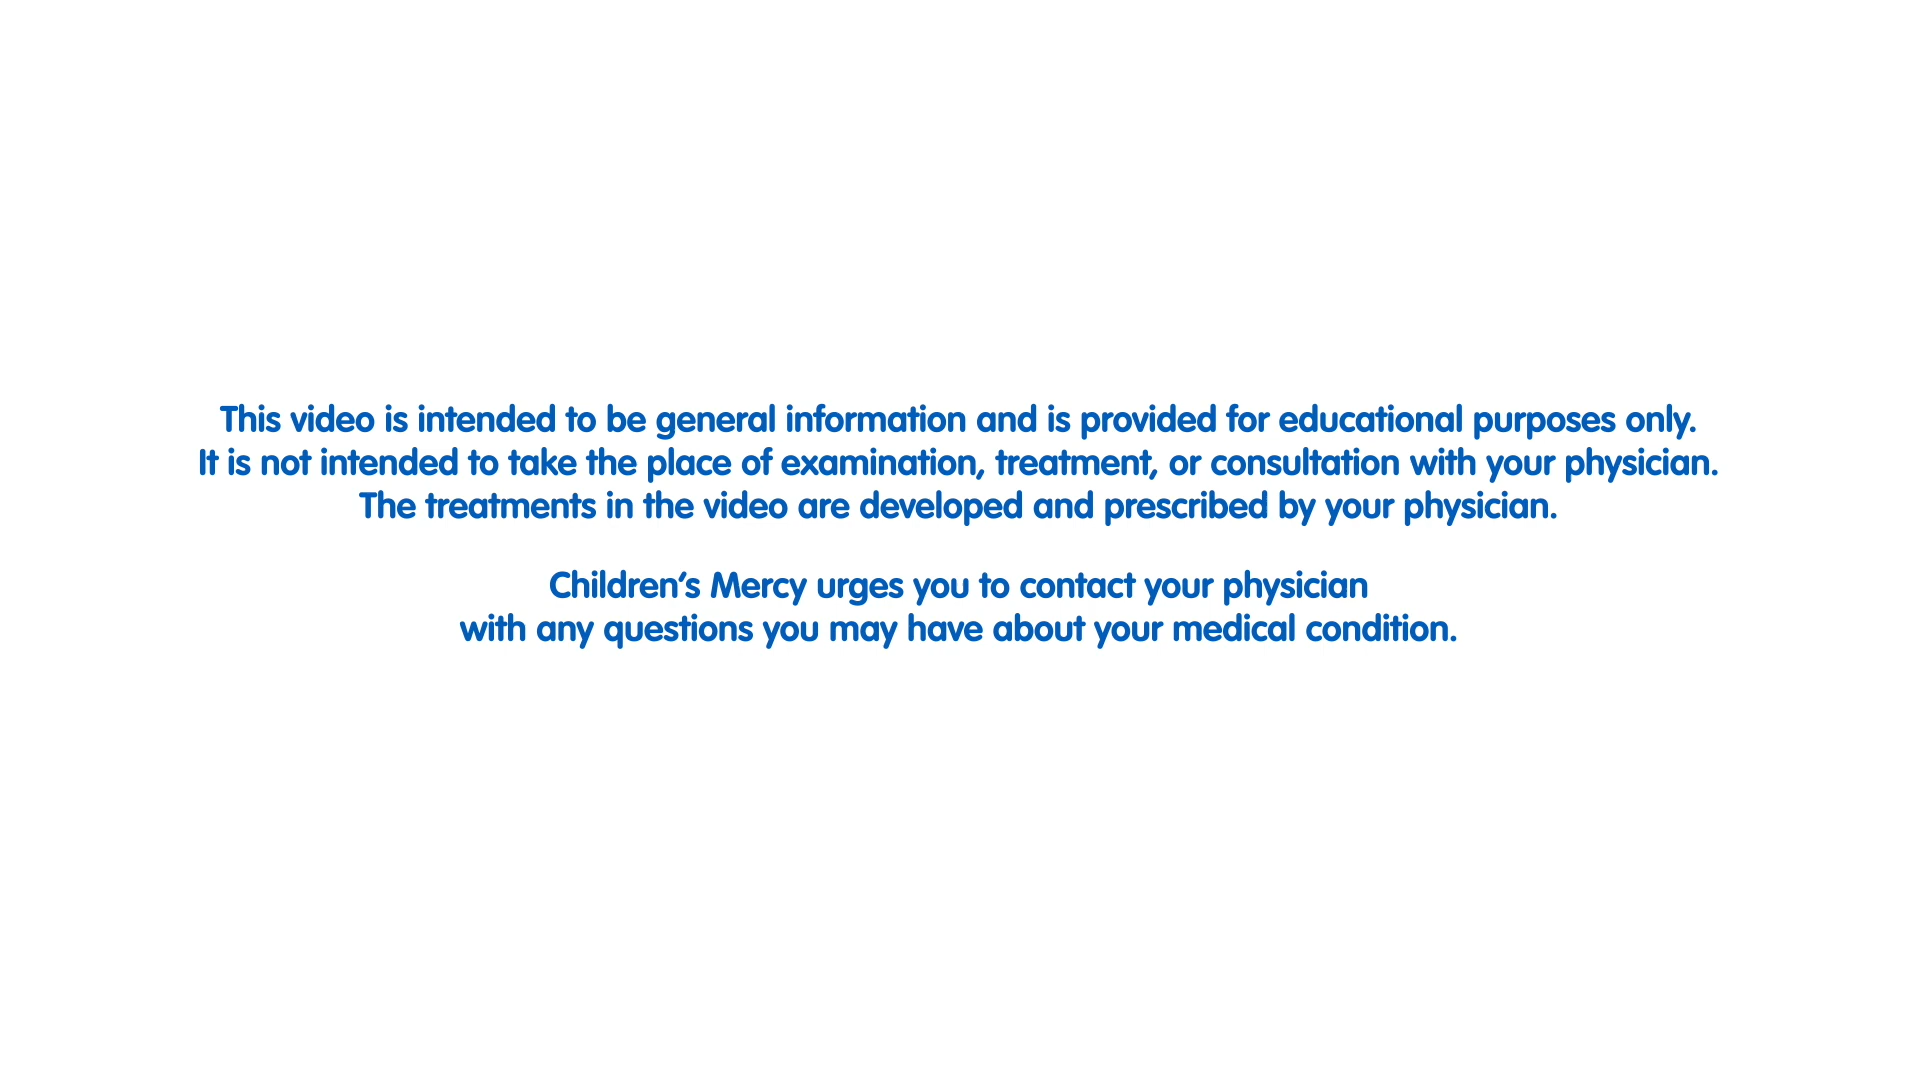 This video is intended to be general information and is provided for educational purposes only.
It is not intended to take the place of examination, treatment, or consultation with your physician.
The treatments in the video are developed and prescribed by your physician.
Children’s Mercy urges you to contact your physician
with any questions you may have about your medical condition.